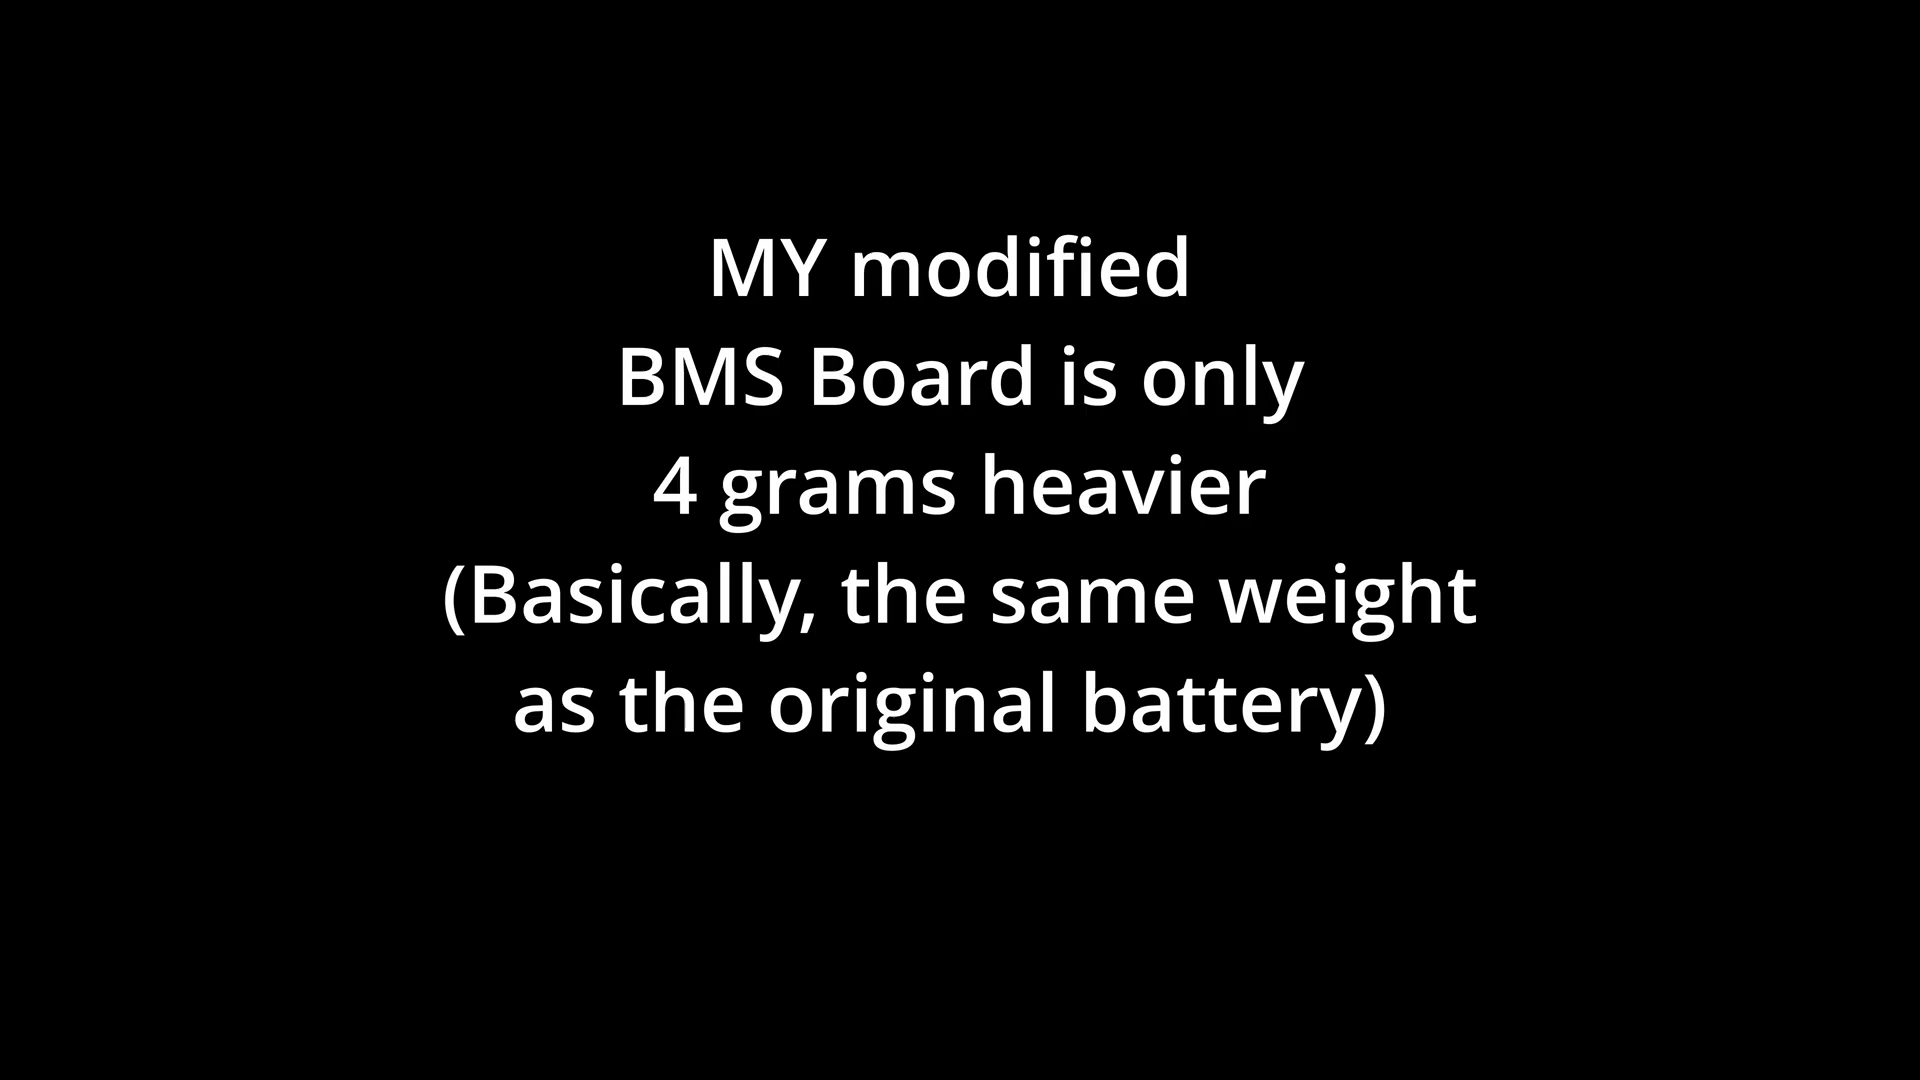 MY modified
BMS Board is only
4 grams heavier
(Basically, the same weight
as the original battery)